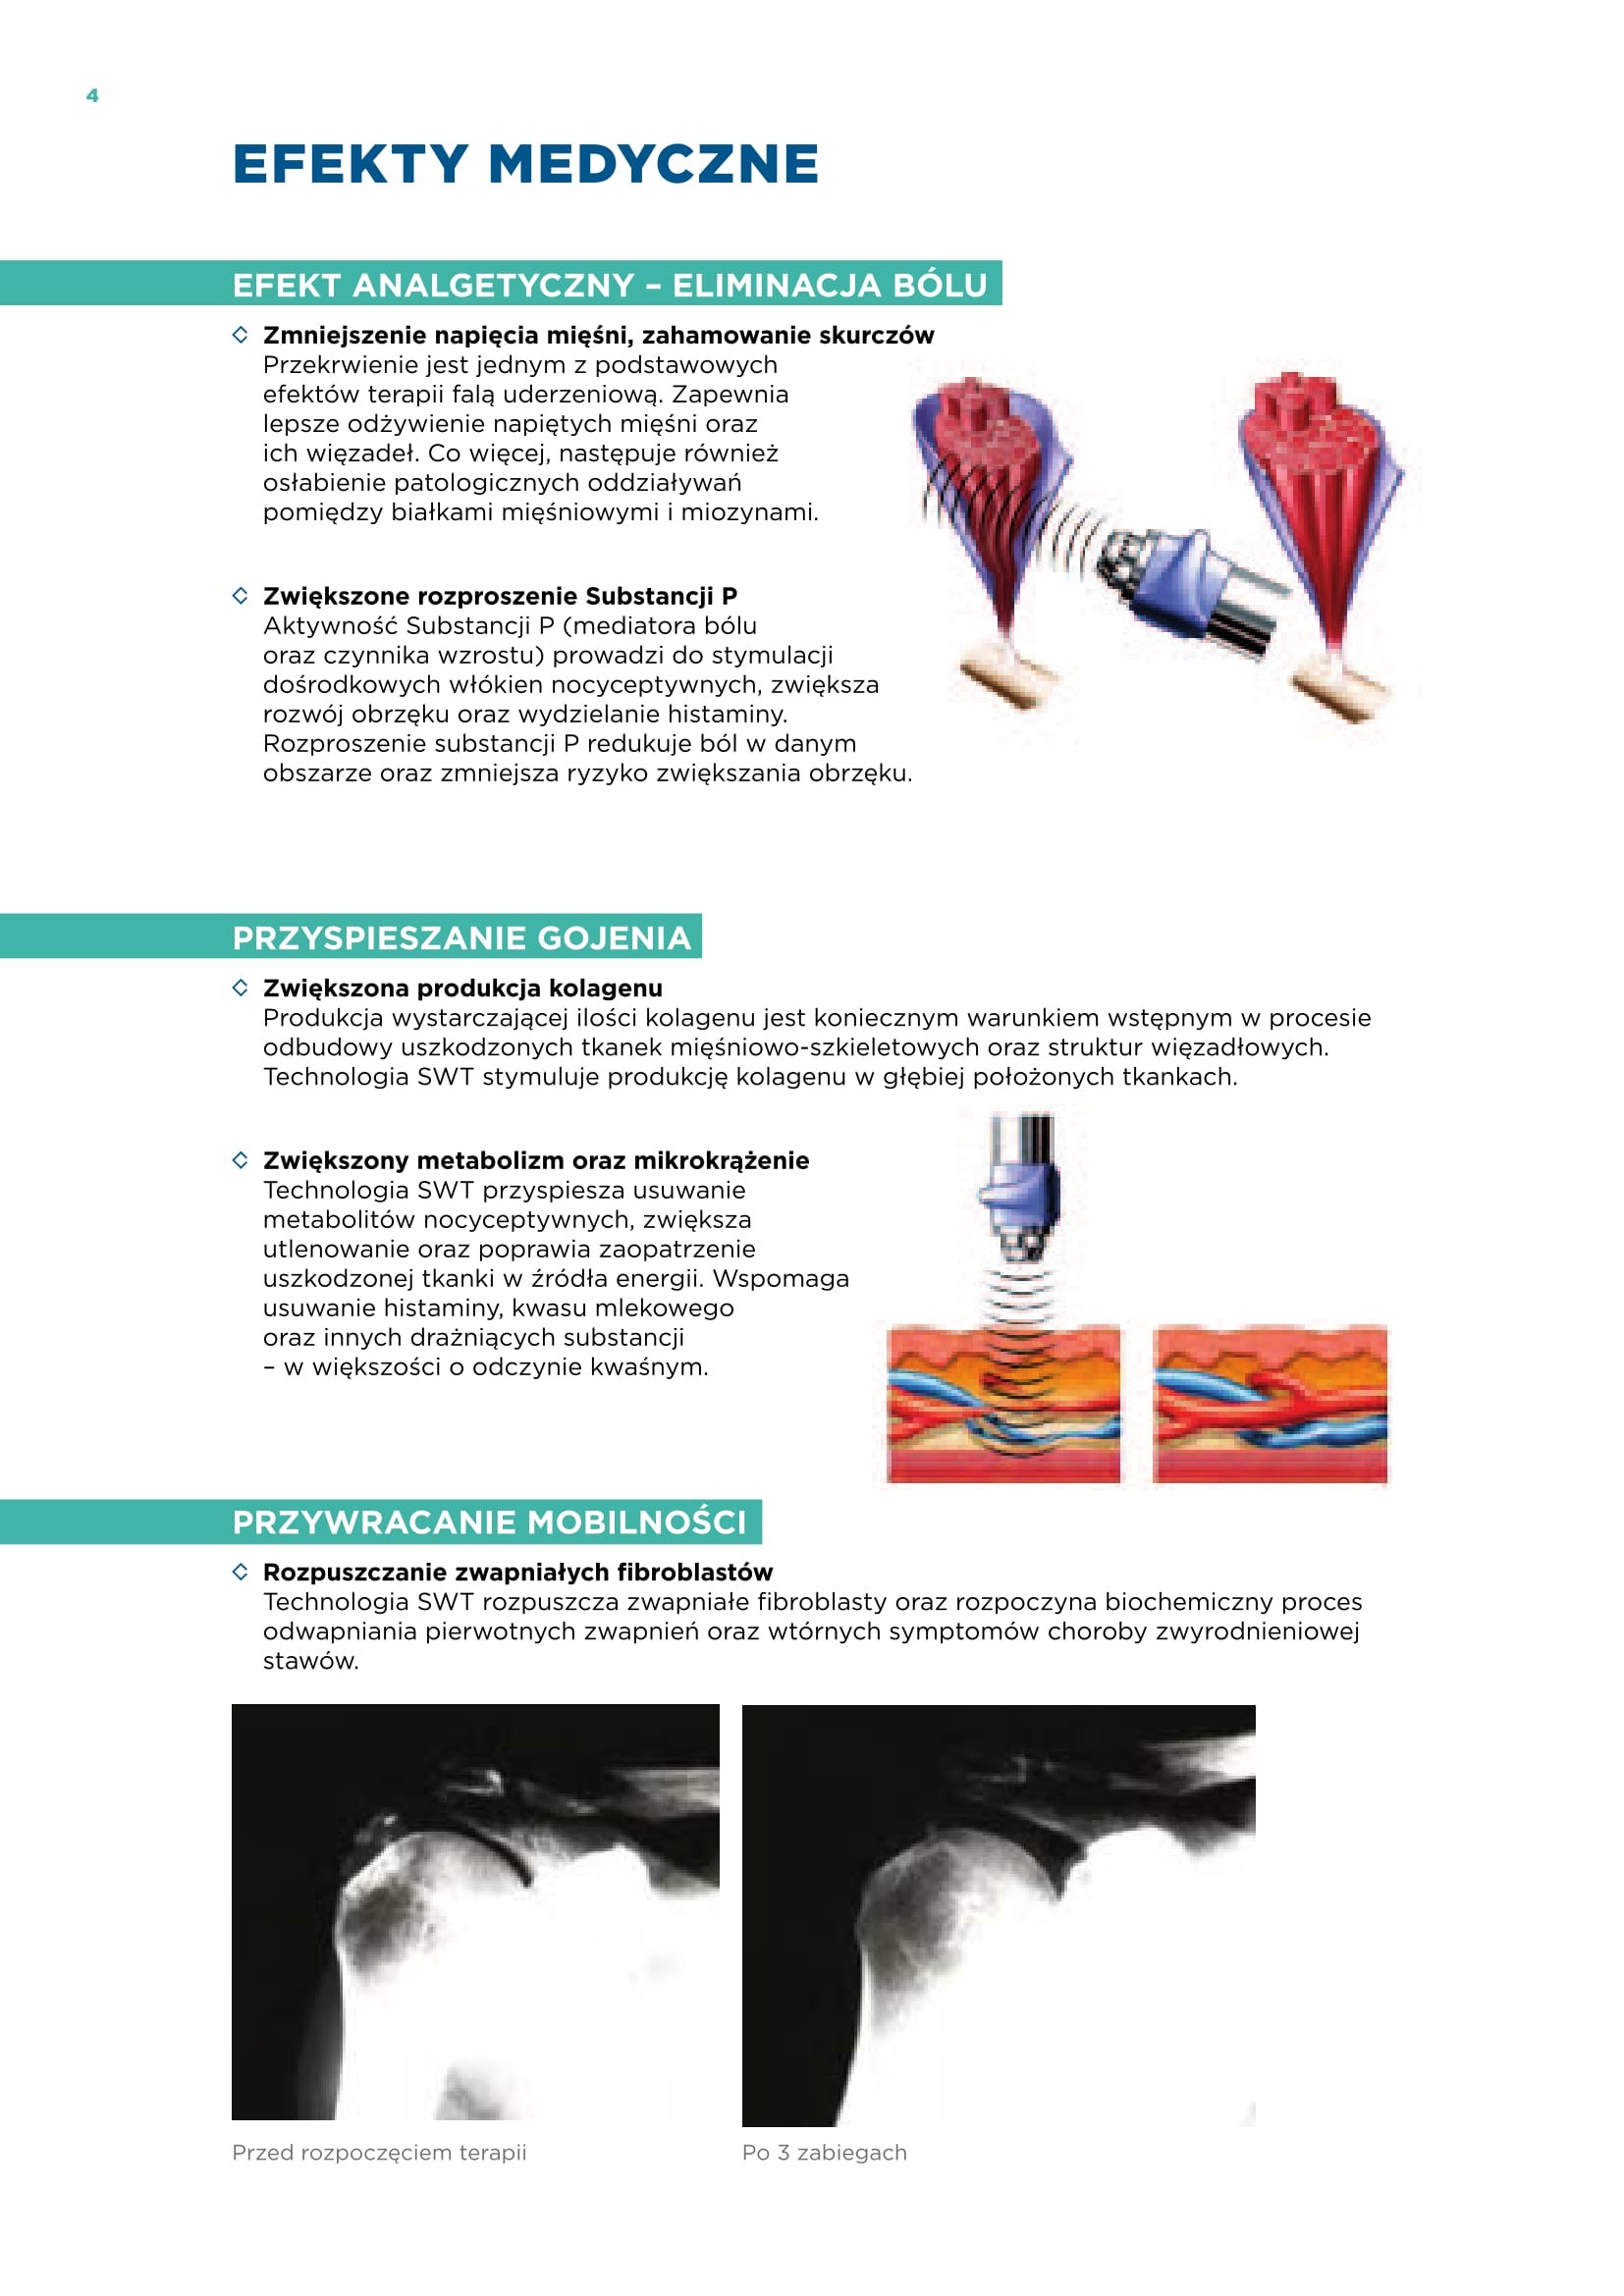 4
EFEKTY MEDYCZNE
EFEKT ANALGETYCZNY – ELIMINACJA BÓLU
Zmniejszenie napięcia mięśni, zahamowanie skurczów
Przekrwienie jest jednym z podstawowych
efektów terapii falą uderzeniową. Zapewnia
lepsze odżywienie napiętych mięśni oraz
ich więzadeł. Co więcej, następuje również
osłabienie patologicznych oddziaływań
pomiędzy białkami mięśniowymi i miozynami.
Zwiększone rozproszenie Substancji P
Aktywność Substancji P (mediatora bólu
oraz czynnika wzrostu) prowadzi do stymulacji
dośrodkowych włókien nocyceptywnych, zwiększa
rozwój obrzęku oraz wydzielanie histaminy.
Rozproszenie substancji P redukuje ból w danym
obszarze oraz zmniejsza ryzyko zwiększania obrzęku.
PRZYSPIESZANIE GOJENIA
Zwiększona produkcja kolagenu
Produkcja wystarczającej ilości kolagenu jest koniecznym warunkiem wstępnym w procesie
odbudowy uszkodzonych tkanek mięśniowo-szkieletowych oraz struktur więzadłowych.
Technologia SWT stymuluje produkcję kolagenu w głębiej położonych tkankach.
Zwiększony metabolizm oraz mikrokrążenie
Technologia SWT przyspiesza usuwanie
metabolitów nocyceptywnych, zwiększa
utlenowanie oraz poprawia zaopatrzenie
uszkodzonej tkanki w źródła energii. Wspomaga
usuwanie histaminy, kwasu mlekowego
oraz innych drażniących substancji
– w większości o odczynie kwaśnym.
PRZYWRACANIE MOBILNOŚCI
Rozpuszczanie zwapniałych fibroblastów
Technologia SWT rozpuszcza zwapniałe fibroblasty oraz rozpoczyna biochemiczny proces
odwapniania pierwotnych zwapnień oraz wtórnych symptomów choroby zwyrodnieniowej
stawów.
Przed rozpoczęciem terapii
Po 3 zabiegach